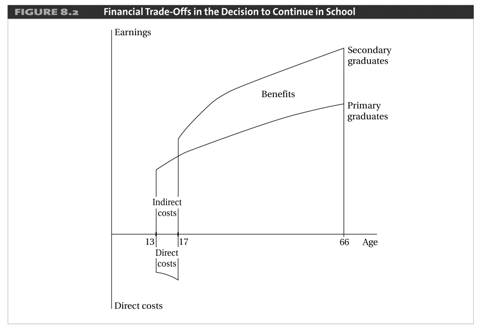 FIGURE 8.2 Financial Trade-Offs in the Decision to Continue in School
Earnings
Secondary
graduates
Benefits
Primary
graduates
Indirect
costs
13 17 66 Age
Direct
costs
Direct costs